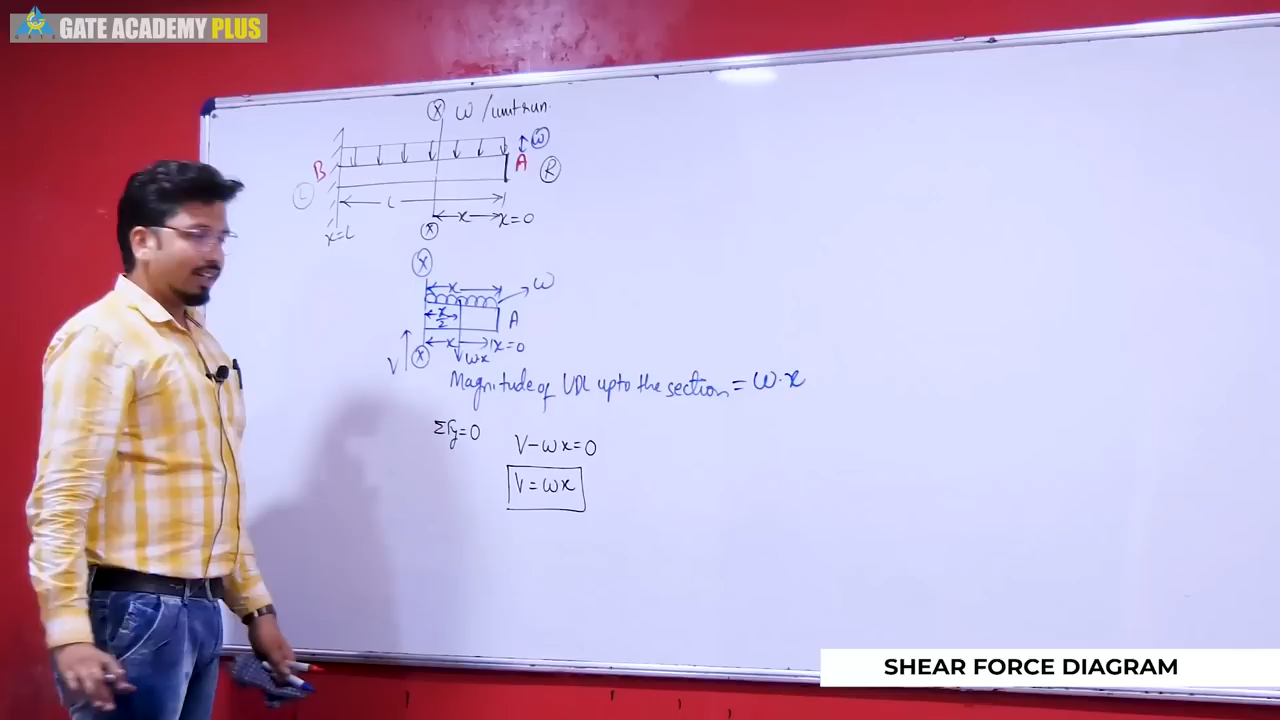 GATE ACADEMY PLUS
X ω /unit run
ω
B A R
L
L
x x=0
x=L X
X
x ω
x/2 A
x x=0
V X ωx
Magnitude of UDL upto the section = ω.x
ΣFy=0 V-ωx=0
V=ωx
SHEAR FORCE DIAGRAM